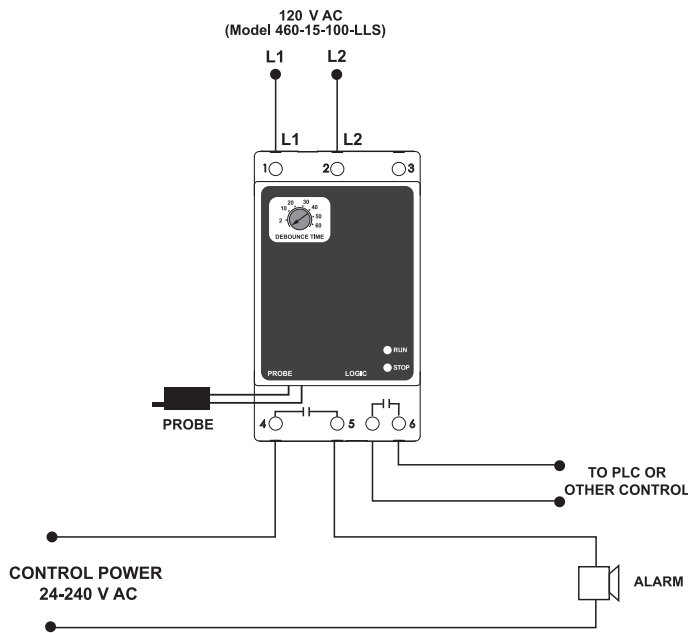 120 V AC
(Model 460-15-100-LLS)
L1 L2
L1 L2
1 2 3
20 30
10 40
2 50
60
DEBOUNCE TIME
RUN
STOP
PROBE LOGIC
PROBE
4 5 6
TO PLC OR
OTHER CONTROL
CONTROL POWER
24-240 V AC
ALARM